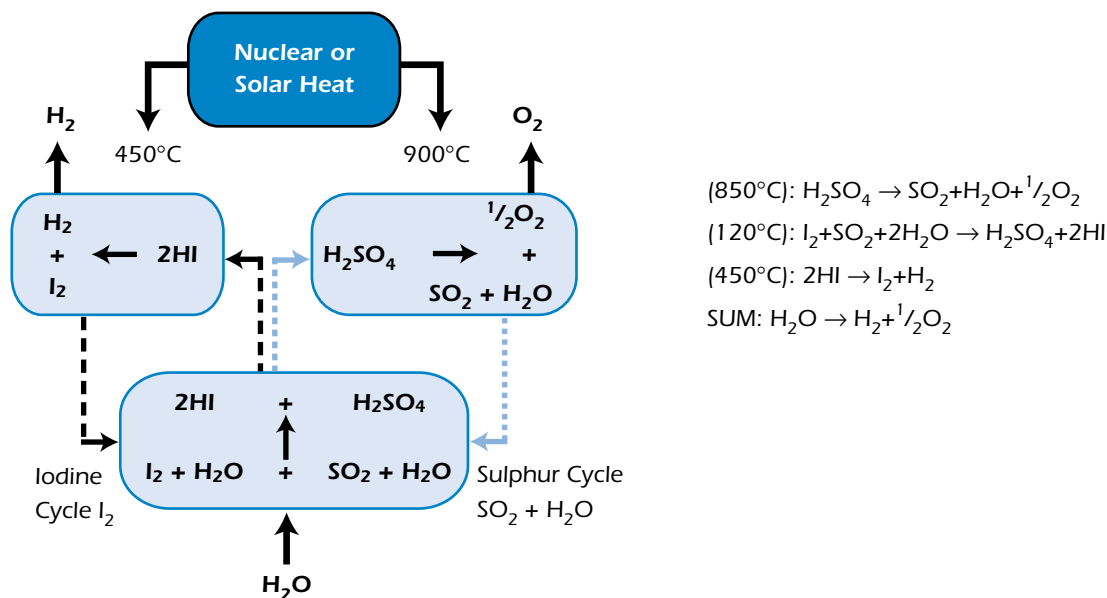 Nuclear or
Solar Heat
H₂
O₂
450°C
900°C
H₂
+
I₂
2HI
H₂SO₄
¹/₂O₂
+
SO₂ + H₂O
2HI + H₂SO₄
I₂ + H₂O + SO₂ + H₂O
Iodine
Cycle I₂
Sulphur Cycle
SO₂ + H₂O
H₂O
(850°C): H₂SO₄ → SO₂+H₂O+¹/₂O₂
(120°C): I₂+SO₂+2H₂O → H₂SO₄+2HI
(450°C): 2HI → I₂+H₂
SUM: H₂O → H₂+¹/₂O₂